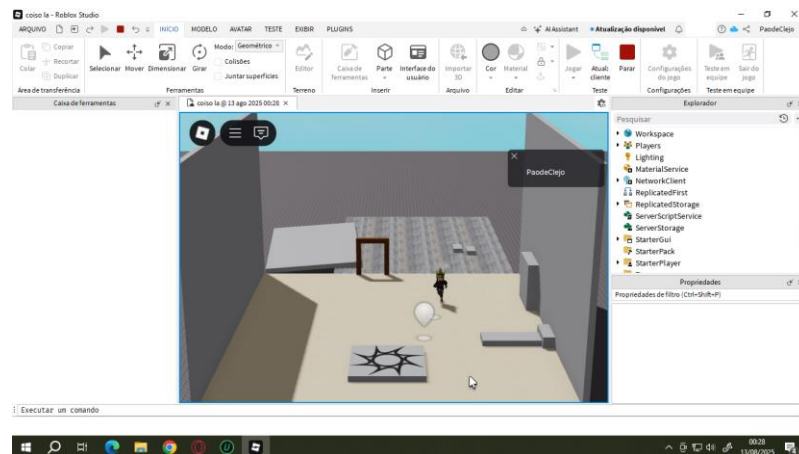 coiso la - Roblox Studio
ARQUIVO INÍCIO MODELO AVATAR TESTE EXIBIR PLUGINS AI Assistant Atualização disponível PaodeClejo
Colar Copiar Recortar Duplicar
Selecionar Mover Dimensionar Girar
Modo: Geométrico
Colisões
Juntar superfícies
Editor Caixa de ferramentas Parte Interface do usuário Importar 3D Cor Material Jogar Atual: cliente Parar Configurações do jogo Teste em equipe Sair do jogo
Área de transferência Ferramentas Terreno Inserir Arquivo Editar Teste Configurações Teste em equipe
Caixa de ferramentas
coiso la @ 13 ago 2025 00:28
Explorador
Pesquisar
Workspace
Players
Lighting
MaterialService
NetworkClient
ReplicatedFirst
ReplicatedStorage
ServerScriptService
ServerStorage
StarterGui
StarterPack
StarterPlayer
PaodeClejo
Propriedades
Propriedades de filtro (Ctrl+Shift+P)
Executar um comando
00:28
13/08/2025